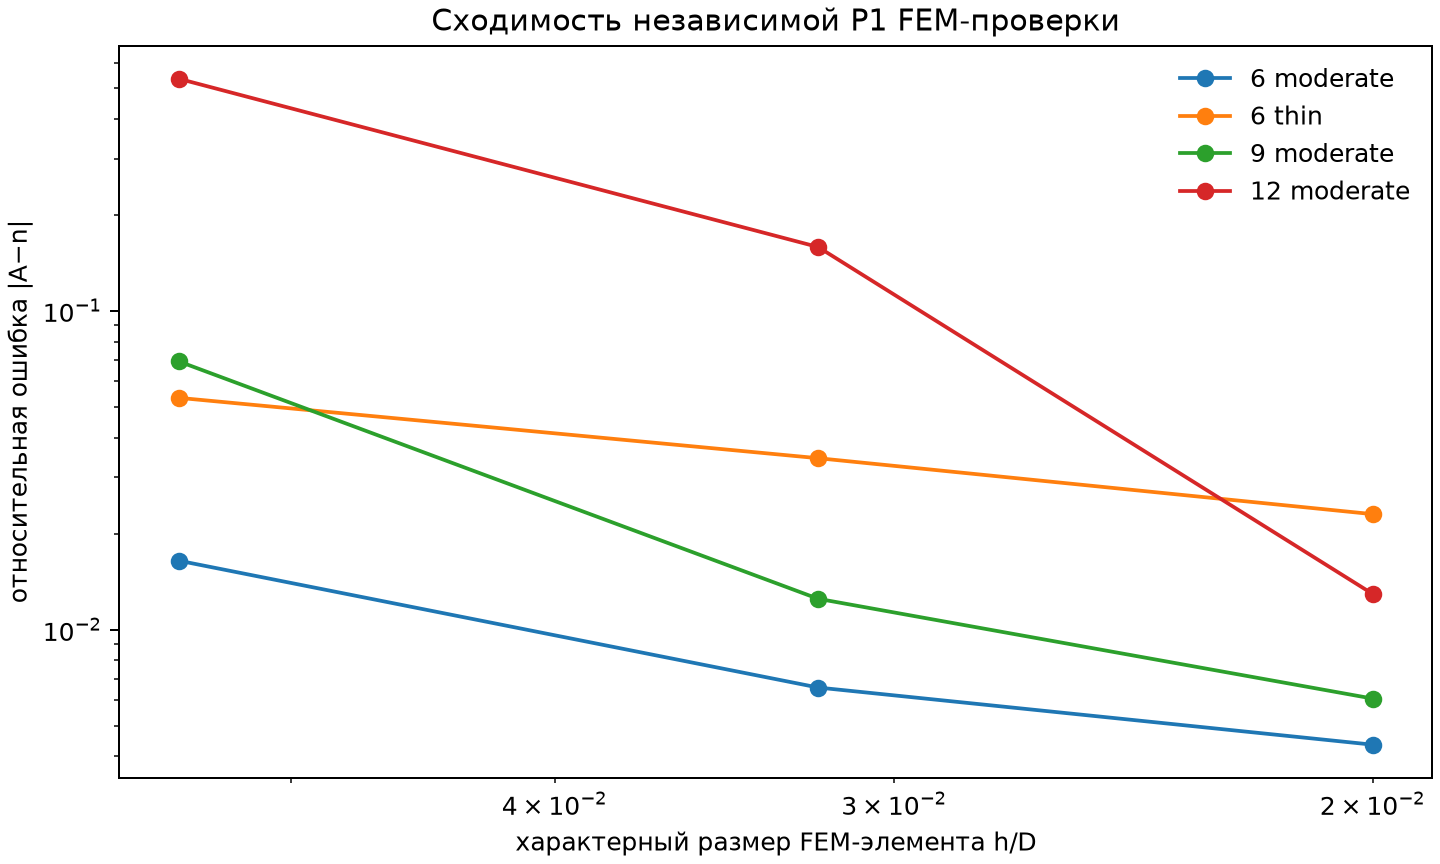 Сходимость независимой P1 FEM-проверки
6 moderate
6 thin
9 moderate
12 moderate
относительная ошибка |A−n|
10⁻¹
10⁻²
4 × 10⁻²
3 × 10⁻²
2 × 10⁻²
характерный размер FEM-элемента h/D